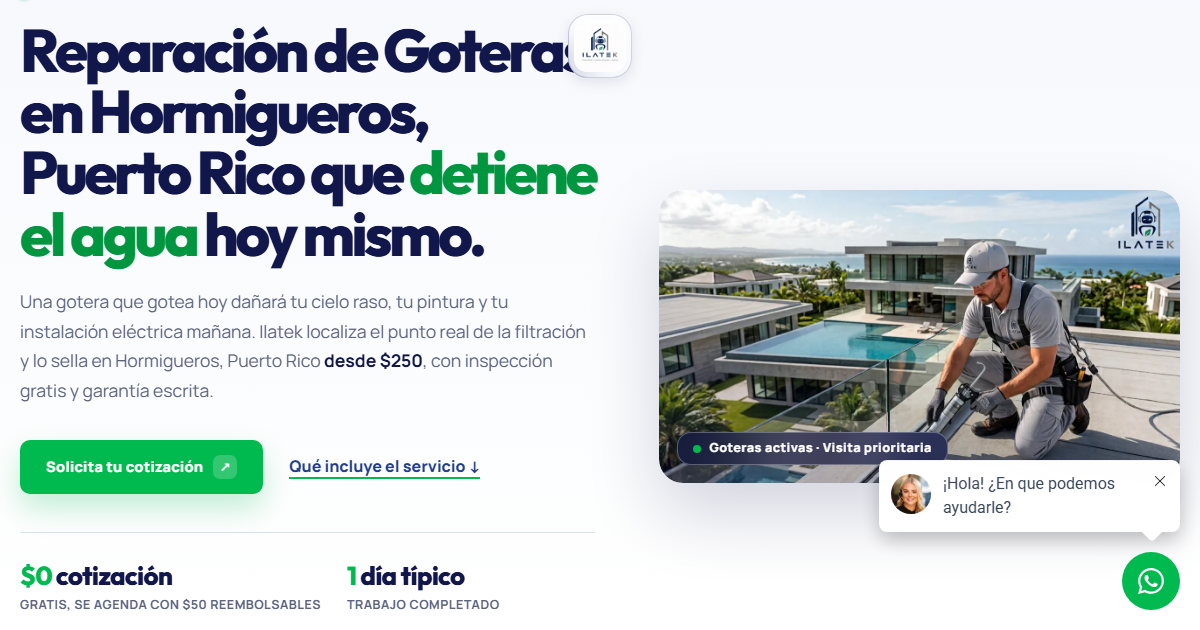 Reparación de Goteras
ILATEK
en Hormigueros,
Puerto Rico que detiene
el agua hoy mismo.
Una gotera que gotea hoy dañará tu cielo raso, tu pintura y tu
instalación eléctrica mañana. Ilatek localiza el punto real de la filtración
y lo sella en Hormigueros, Puerto Rico desde $250, con inspección
gratis y garantía escrita.
Solicita tu cotización ↗
Qué incluye el servicio ↓
$0 cotización
GRATIS, SE AGENDA CON $50 REEMBOLSABLES
1 día típico
TRABAJO COMPLETADO
ILATEK
Goteras activas · Visita prioritaria
¡Hola! ¿En que podemos
ayudarle?